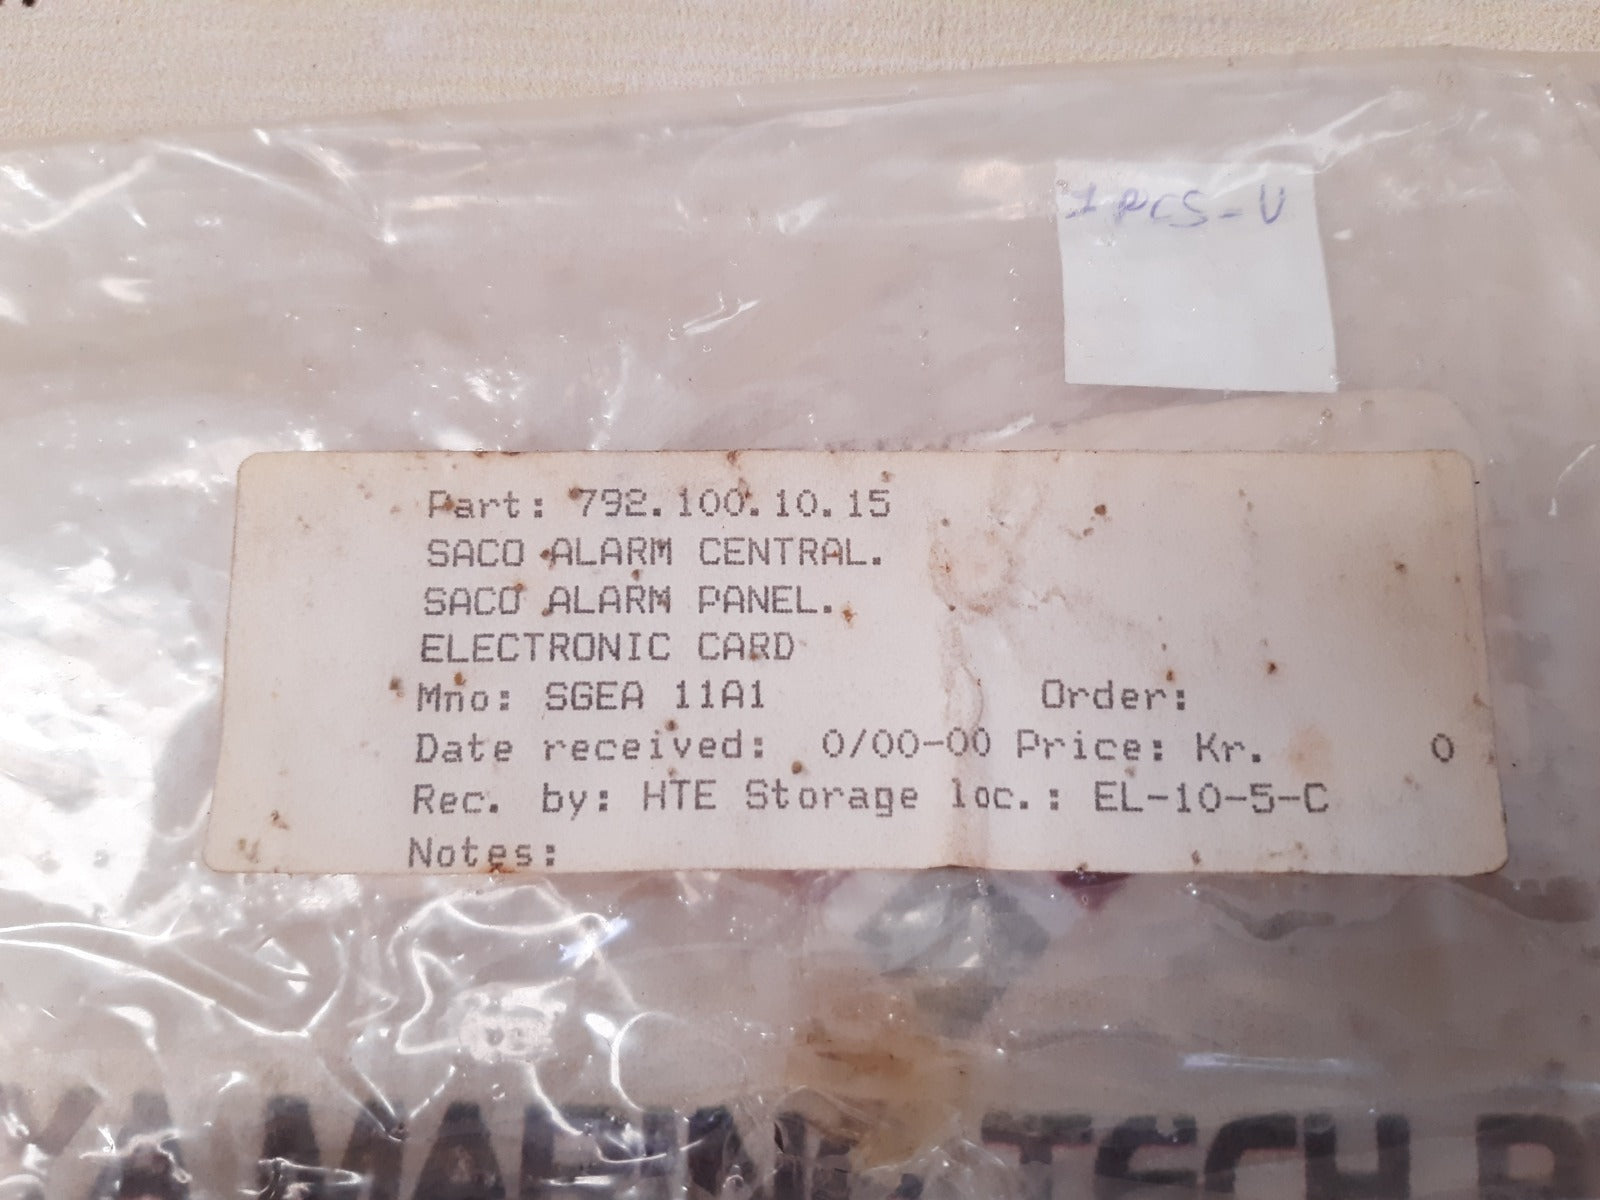 1 PCS-U
Part: 792.100.10.15
SACO ALARM CENTRAL.
SACO ALARM PANEL.
ELECTRONIC CARD
Mno: SGEA 11A1 Order:
Date received: 0/00-00 Price: Kr. 0
Rec. by: HTE Storage loc.: EL-10-5-C
Notes:
TECH